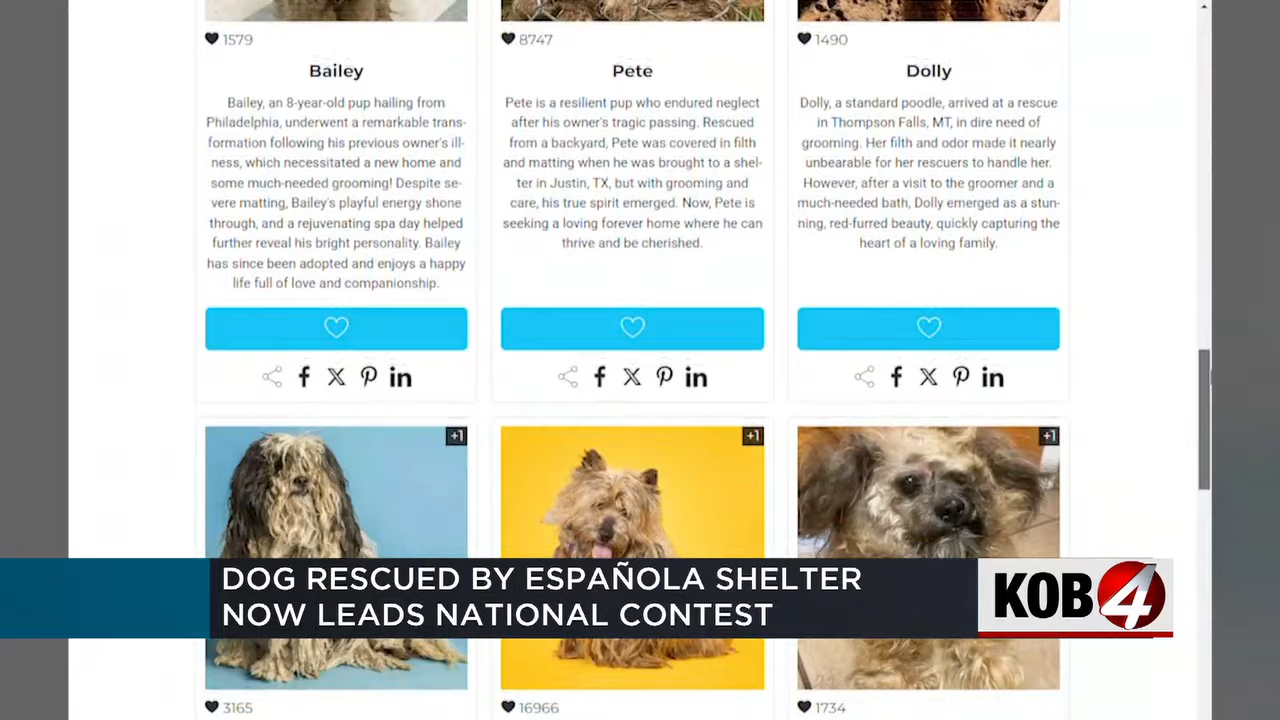 1579
8747
1490
Bailey
Pete
Dolly
Bailey, an 8-year-old pup hailing from
Philadelphia, underwent a remarkable trans-
formation following his previous owner's ill-
ness, which necessitated a new home and
some much-needed grooming! Despite se-
vere matting, Bailey's playful energy shone
through, and a rejuvenating spa day helped
further reveal his bright personality. Bailey
has since been adopted and enjoys a happy
life full of love and companionship.
Pete is a resilient pup who endured neglect
after his owner's tragic passing. Rescued
from a backyard, Pete was covered in filth
and matting when he was brought to a shel-
ter in Justin, TX, but with grooming and
care, his true spirit emerged. Now, Pete is
seeking a loving forever home where he can
thrive and be cherished.
Dolly, a standard poodle, arrived at a rescue
in Thompson Falls, MT, in dire need of
grooming. Her filth and odor made it nearly
unbearable for her rescuers to handle her.
However, after a visit to the groomer and a
much-needed bath, Dolly emerged as a stun-
ning, red-furred beauty, quickly capturing the
heart of a loving family.
+1
+1
+1
DOG RESCUED BY ESPAÑOLA SHELTER
NOW LEADS NATIONAL CONTEST
KOB 4
3165
16966
1734